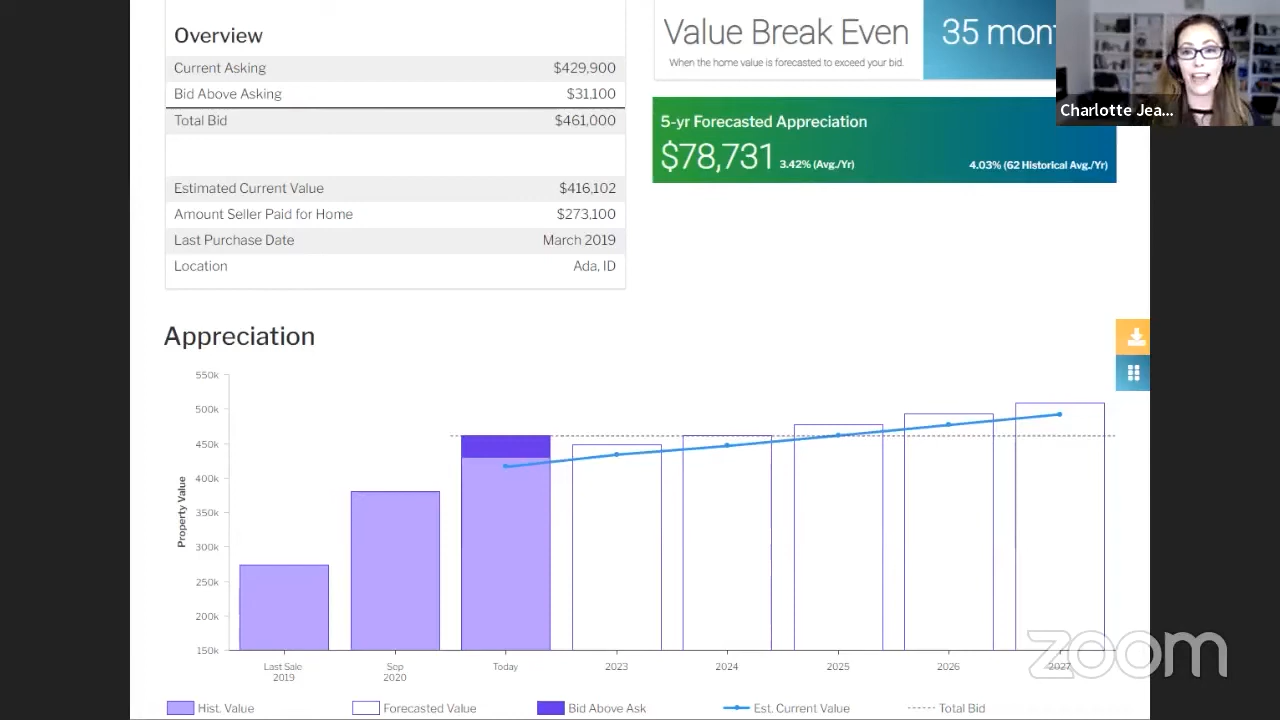 Overview
Current Asking $429,900
Bid Above Asking $31,100
Total Bid $461,000
Estimated Current Value $416,102
Amount Seller Paid for Home $273,100
Last Purchase Date March 2019
Location Ada, ID
Value Break Even
When the home value is forecasted to exceed your bid.
35 mon
Charlotte Jea...
5-yr Forecasted Appreciation
$78,731 3.42% (Avg./Yr)
4.03% (62 Historical Avg./Yr)
Appreciation
Property Value
550k
500k
450k
400k
350k
300k
250k
200k
150k
Last Sale
2019
Sep
2020
Today
2023
2024
2025
2026
2027
Hist. Value
Forecasted Value
Bid Above Ask
Est. Current Value
Total Bid
zoom